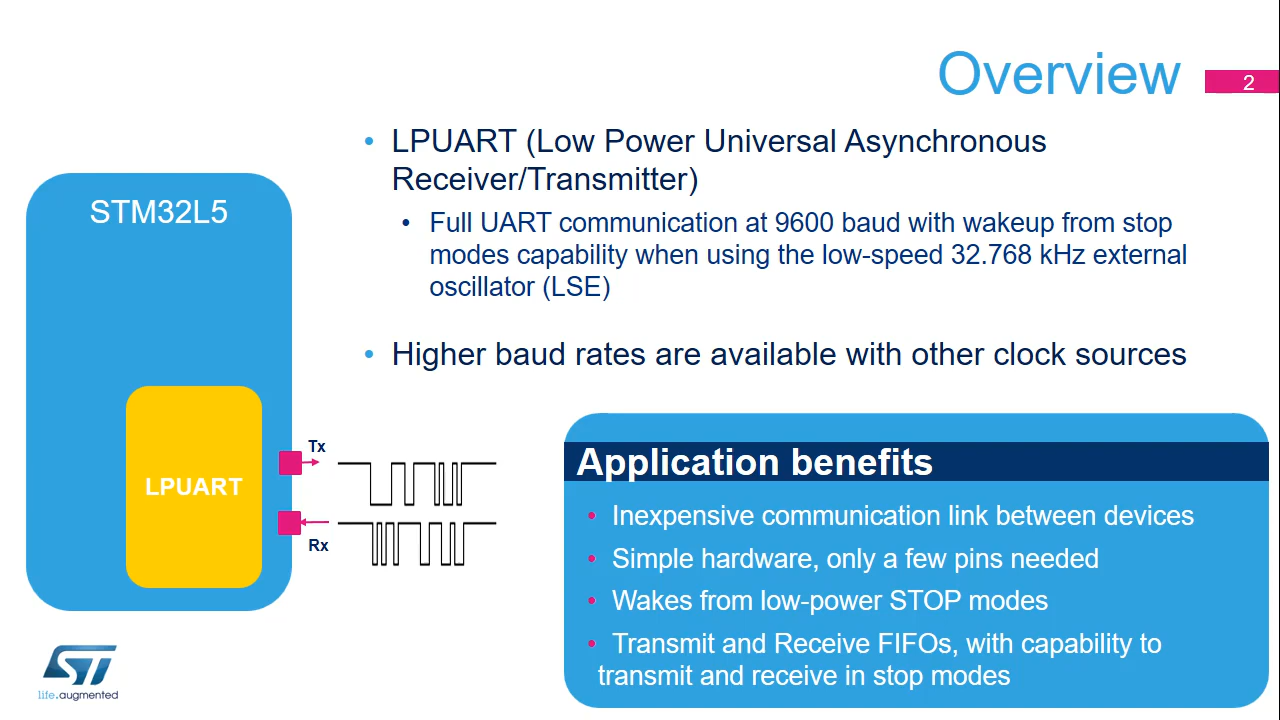 Overview
2
• LPUART (Low Power Universal Asynchronous
Receiver/Transmitter)
• Full UART communication at 9600 baud with wakeup from stop
modes capability when using the low-speed 32.768 kHz external
oscillator (LSE)
• Higher baud rates are available with other clock sources
STM32L5
LPUART
Tx
Rx
Application benefits
• Inexpensive communication link between devices
• Simple hardware, only a few pins needed
• Wakes from low-power STOP modes
• Transmit and Receive FIFOs, with capability to
transmit and receive in stop modes
ST
life.augmented